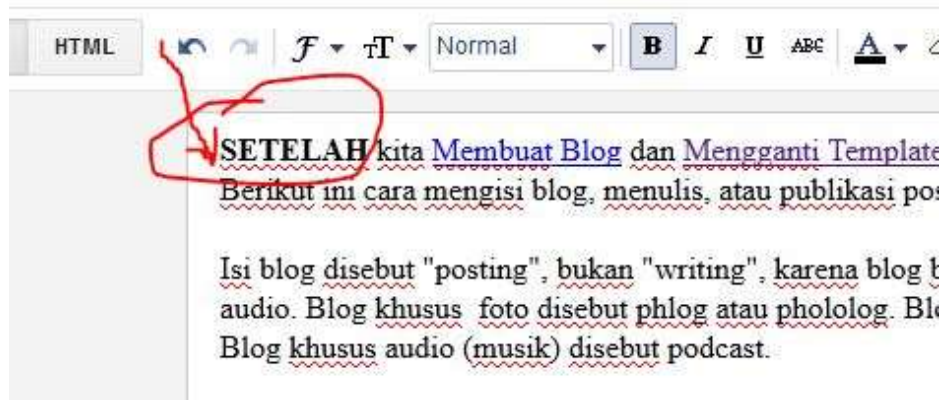 HTML F TT Normal B I U ABC A
SETELAH kita Membuat Blog dan Mengganti Template
Berikut ini cara mengisi blog, menulis, atau publikasi pos
Isi blog disebut "posting", bukan "writing", karena blog b
audio. Blog khusus foto disebut phlog atau phololog. Blo
Blog khusus audio (musik) disebut podcast.